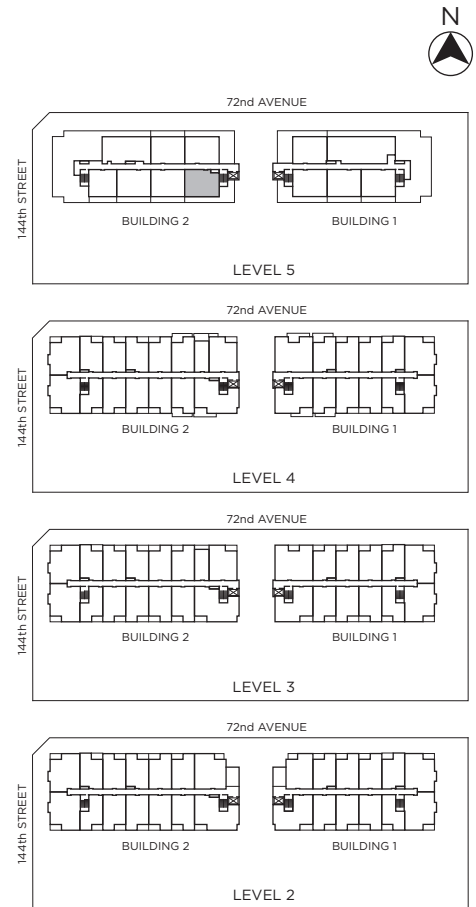 N
72nd AVENUE
144th STREET
BUILDING 2
BUILDING 1
LEVEL 5
72nd AVENUE
144th STREET
BUILDING 2
BUILDING 1
LEVEL 4
72nd AVENUE
144th STREET
BUILDING 2
BUILDING 1
LEVEL 3
72nd AVENUE
144th STREET
BUILDING 2
BUILDING 1
LEVEL 2